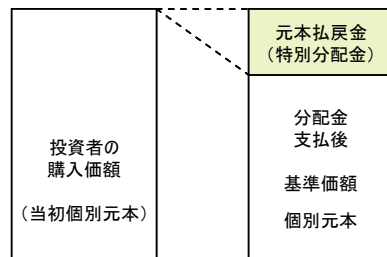 投資者の
購入価額
（当初個別元本）
元本払戻金
（特別分配金）
分配金
支払後
基準価額
個別元本